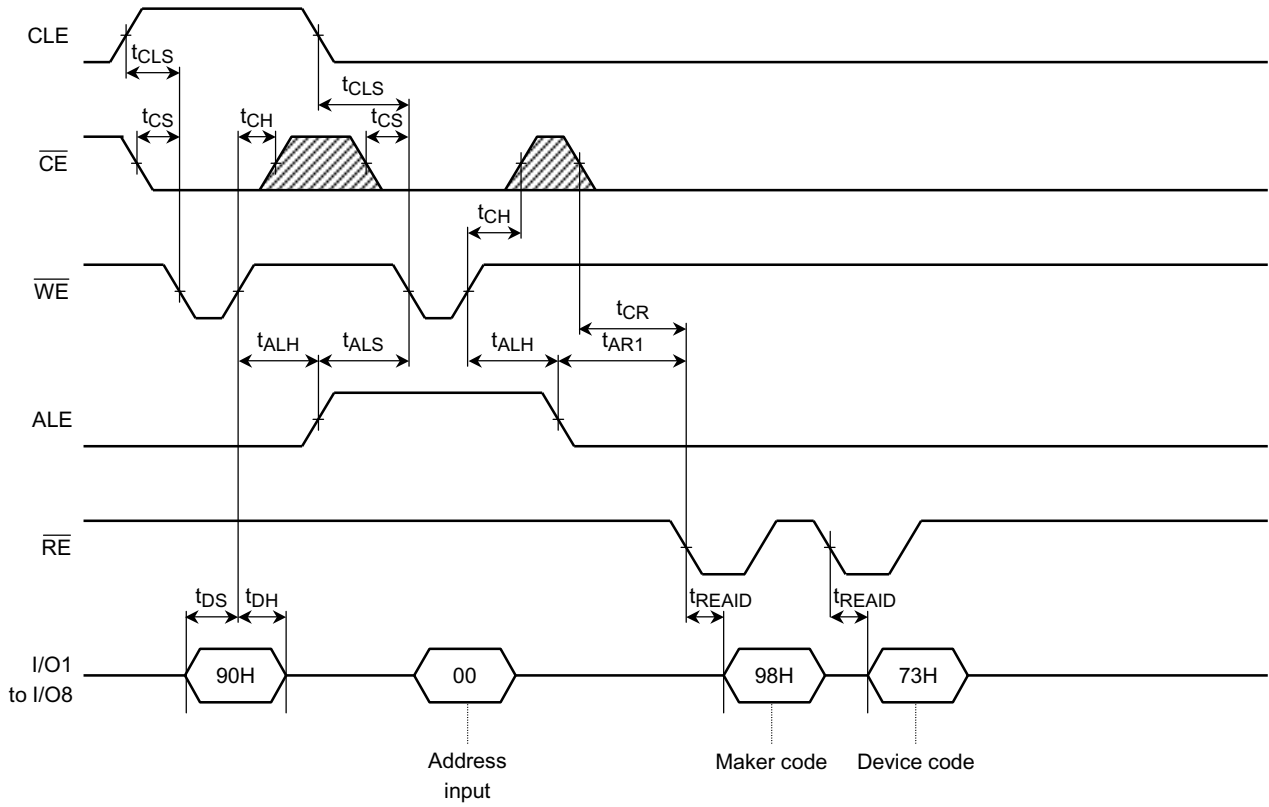 CLE
tCLS
tCLS
tCS
tCH
tCS
CE
tCH
WE
tCR
tALH
tALS
tALH
tAR1
ALE
RE
tDS
tDH
tREAID
tREAID
I/O1
to I/O8
90H
00
98H
73H
Address
input
Maker code
Device code